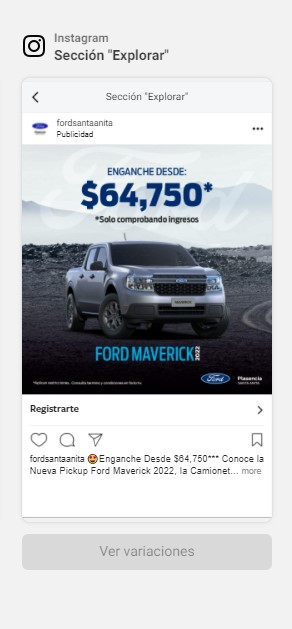 Instagram
Sección "Explorar"
Sección "Explorar"
fordsantaanita
Publicidad
ENGANCHE DESDE:
$64,750*
*Solo comprobando ingresos
FORD MAVERICK 2022
*Aplican restricciones. Consulta términos y condiciones en Ford.mx
Ford
Plasencia
SANTA ANITA
Registrarte
fordsantaanita 🤩Enganche Desde $64,750*** Conoce la
Nueva Pickup Ford Maverick 2022, la Camionet... more
Ver variaciones